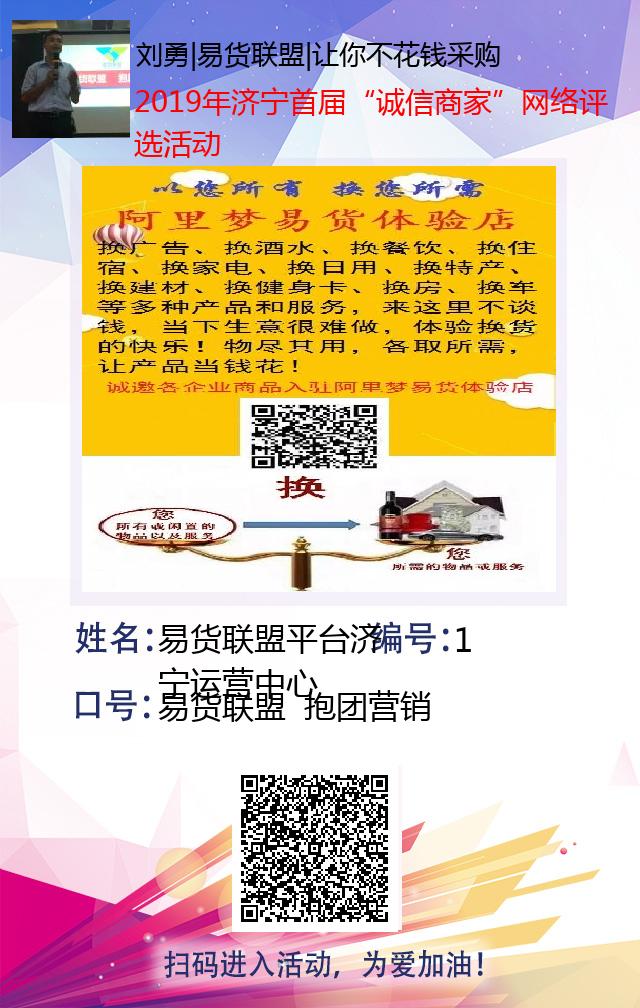 刘勇|易货联盟|让你不花钱采购
2019年济宁首届“诚信商家”网络评
选活动
以您所有 换您所需
阿里梦易货体验店
换广告、换酒水、换餐饮、换住
宿、换家电、换日用、换特产、
换建材、换健身卡、换房、换车
等多种产品和服务，来这里不谈
钱，当下生意很难做，体验换货
的快乐！物尽其用，各取所需，
让产品当钱花！
诚邀各企业商品入驻阿里梦易货体验店
换
您
所有或闲置的
物品以及服务
您
所需的物品或服务
姓名：易货联盟平台济
宁运营中心
编号：1
口号：易货联盟 抱团营销
扫码进入活动，为爱加油！